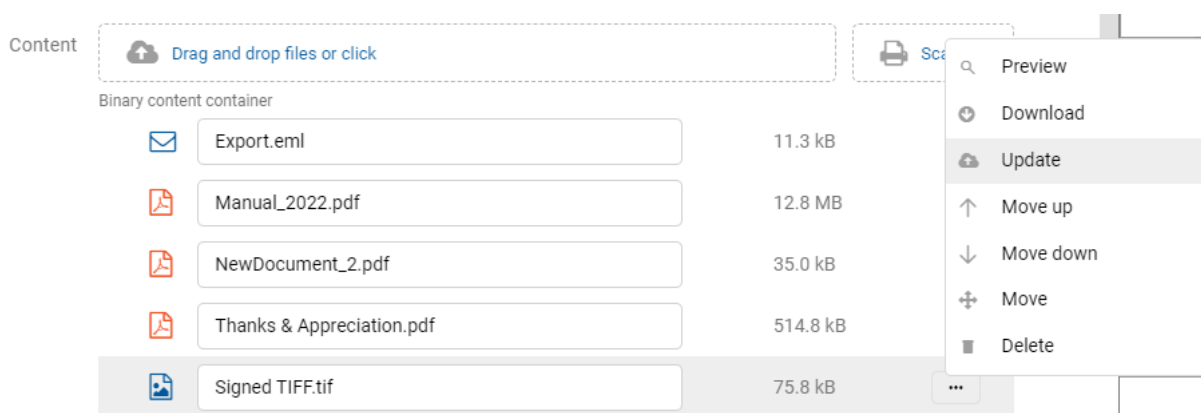 Content
Drag and drop files or click
Binary content container
Export.eml 11.3 kB
Manual_2022.pdf 12.8 MB
NewDocument_2.pdf 35.0 kB
Thanks & Appreciation.pdf 514.8 kB
Signed TIFF.tif 75.8 kB ...
Preview
Download
Update
Move up
Move down
Move
Delete